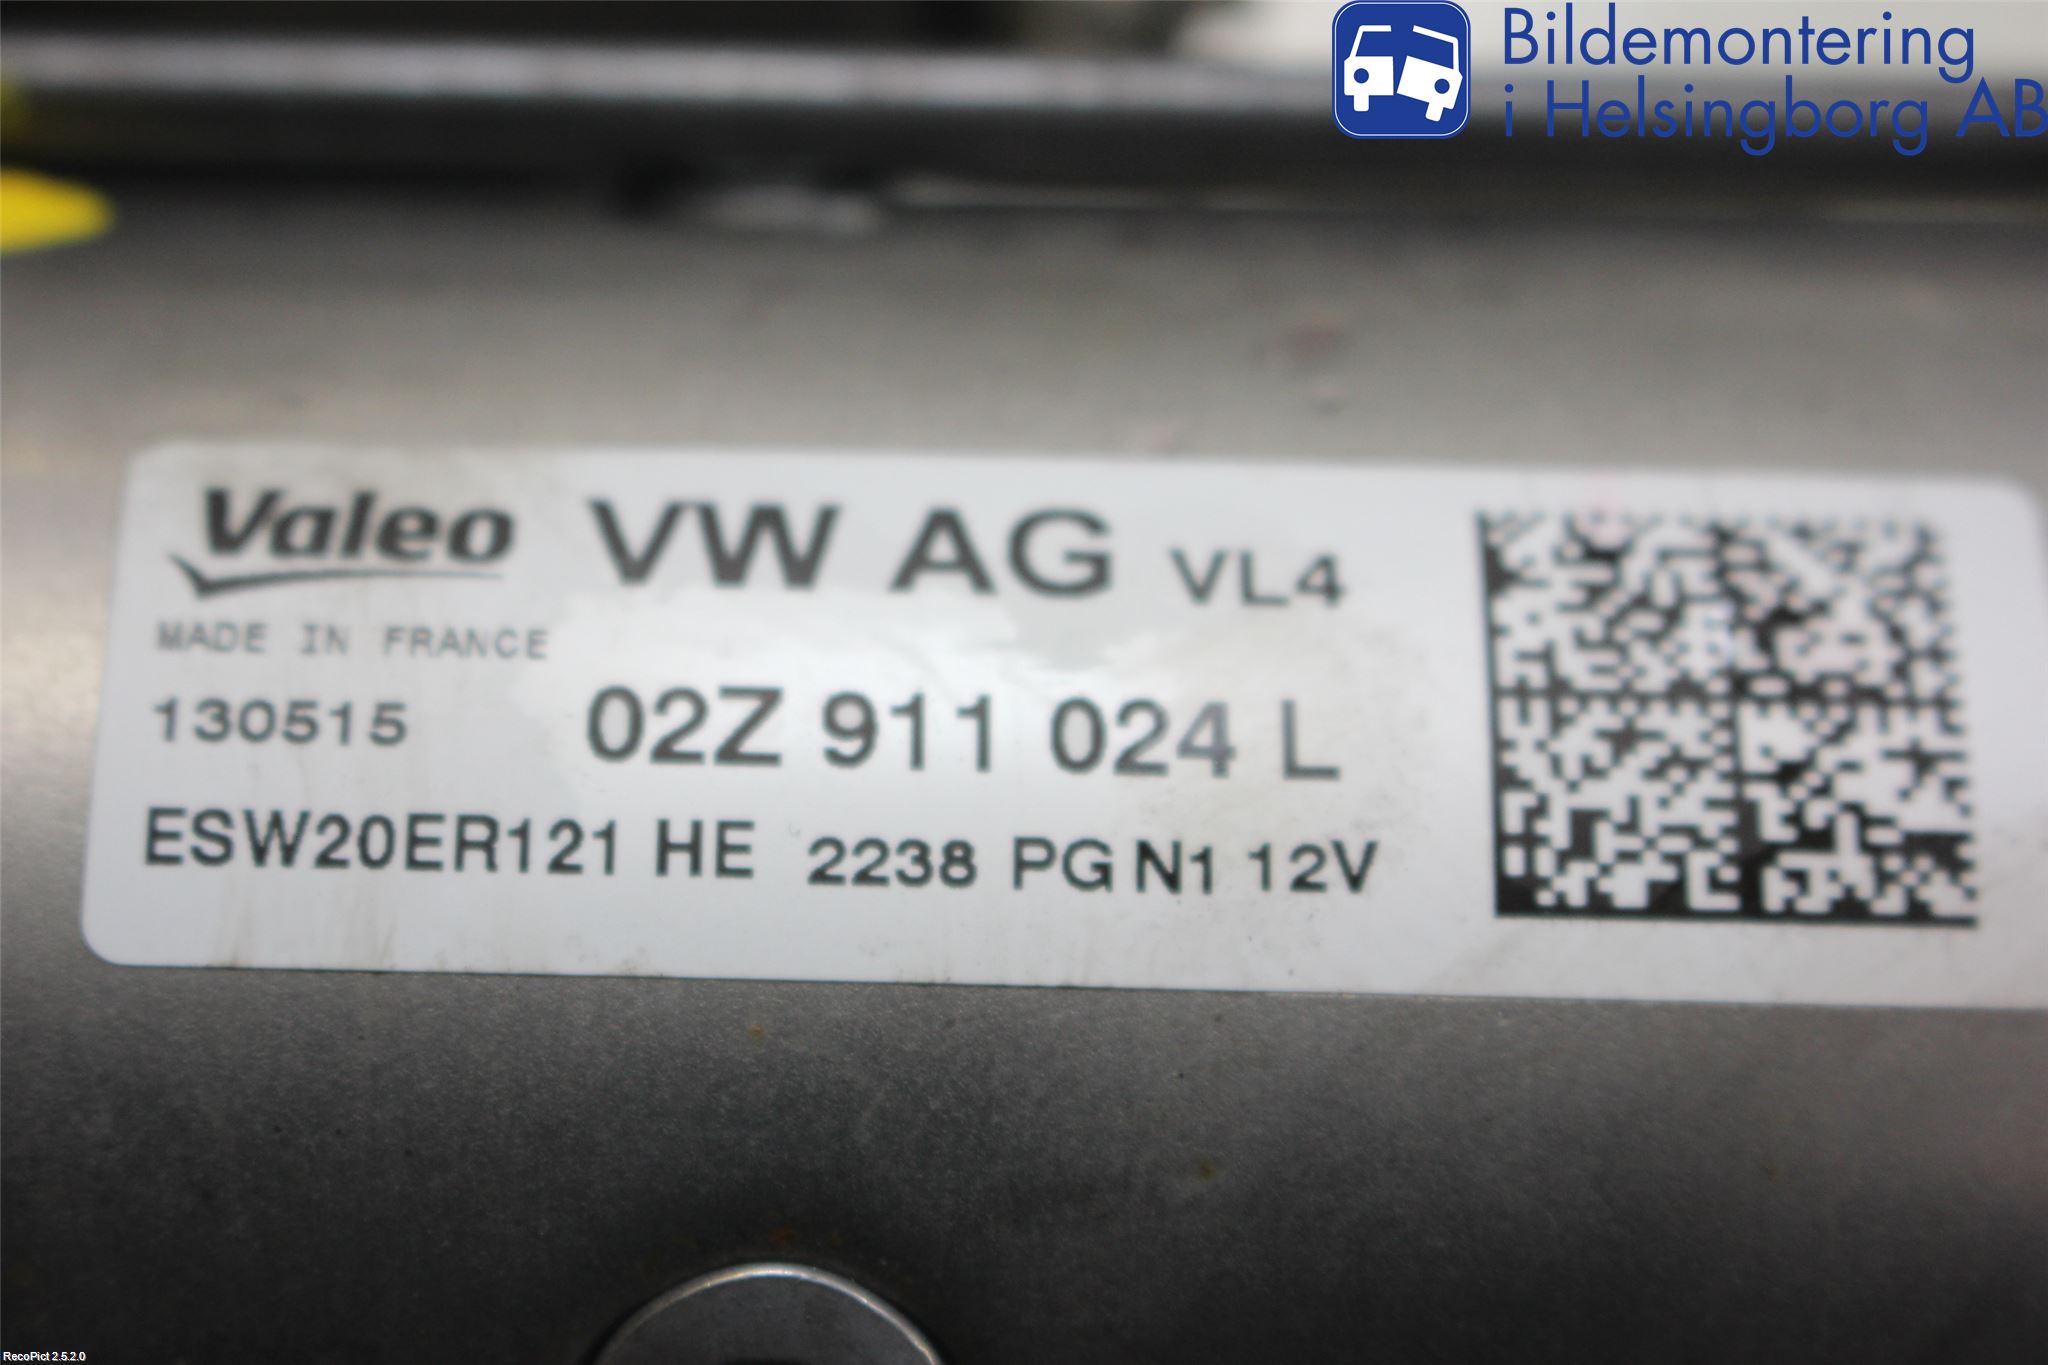 Bildemontering
i Helsingborg AB
Valeo VW AG VL4
MADE IN FRANCE
130515 02Z 911 024 L
ESW20ER121 HE 2238 PG N1 12V
RecoPict 2.5.2.0